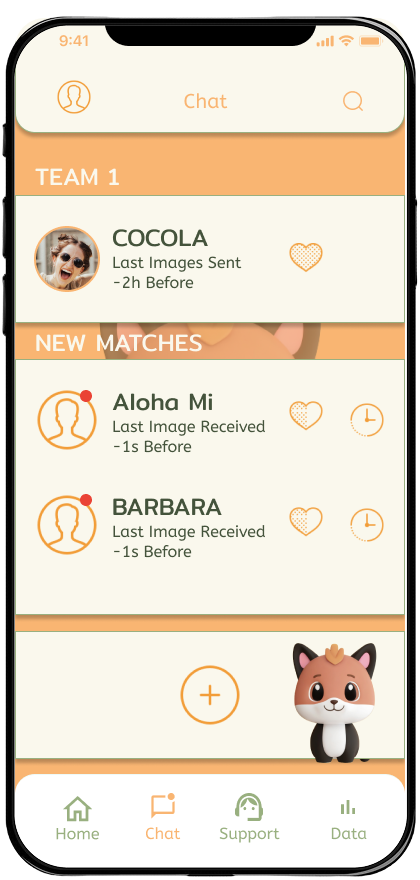 9:41
Chat
TEAM 1
COCOLA
Last Images Sent
-2h Before
NEW MATCHES
Aloha Mi
Last Image Received
-1s Before
BARBARA
Last Image Received
-1s Before
Home
Chat
Support
Data